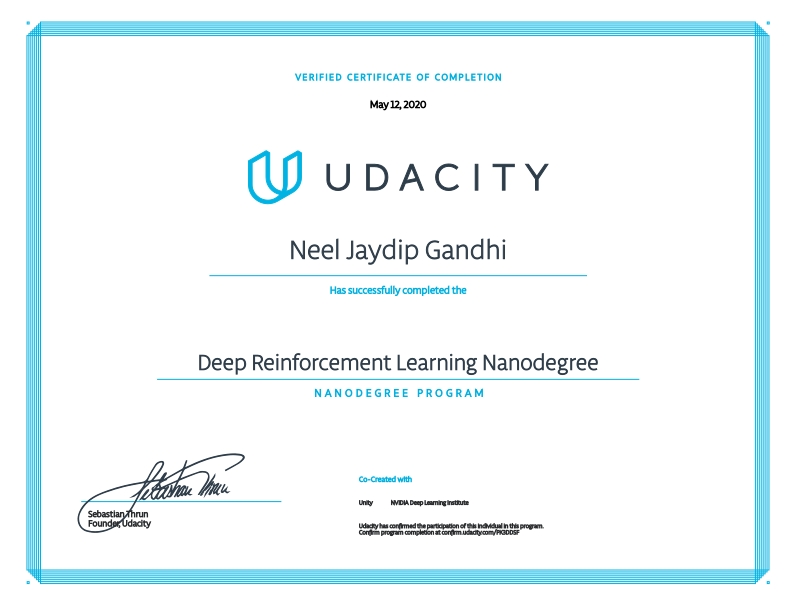 VERIFIED CERTIFICATE OF COMPLETION
May 12, 2020
UDACITY
Neel Jaydip Gandhi
Has successfully completed the
Deep Reinforcement Learning Nanodegree
NANODEGREE PROGRAM
Sebastian Thrun
Sebastian Thrun
Founder, Udacity
Co-Created with
Unity NVIDIA Deep Learning Institute
Udacity has confirmed the participation of this individual in this program.
Confirm program completion at confirm.udacity.com/PK3DDSF